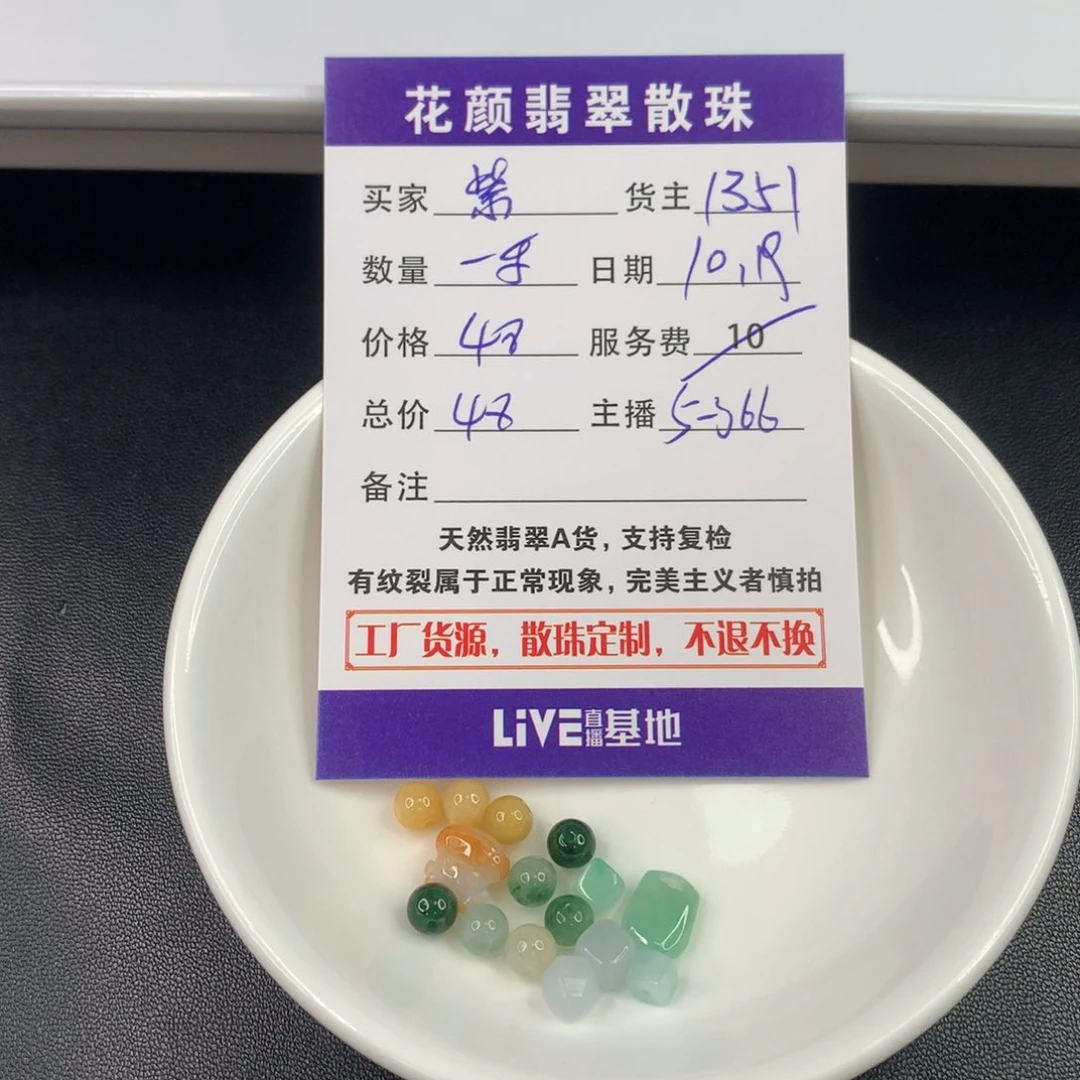 花颜翡翠散珠
买家 紫 货主 1351
数量 一手 日期 10.19
价格 48 服务费 10
总价 48 主播 5-366
备注
天然翡翠A货，支持复检
有纹裂属于正常现象，完美主义者慎拍
工厂货源，散珠定制，不退不换
LiVE直播基地